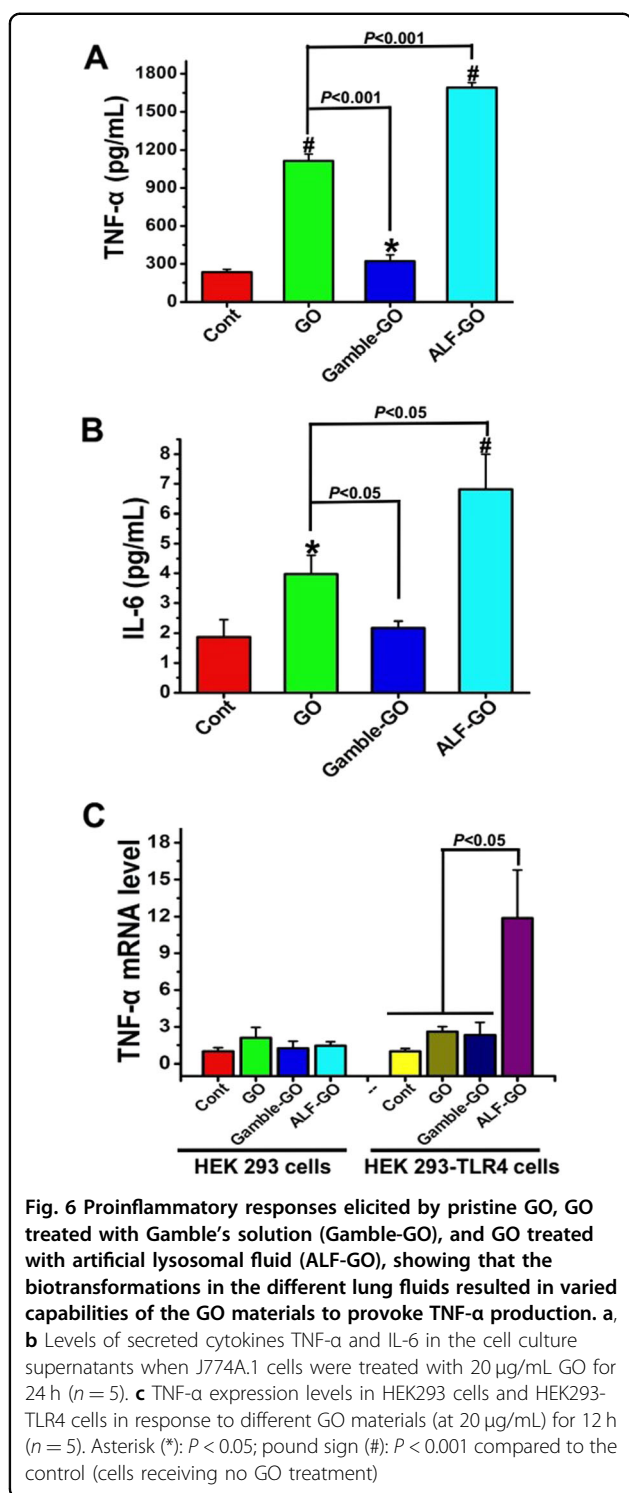 A
P<0.001
P<0.001
TNF-α (pg/mL)
1800
1500
1200
900
600
300
0
#
*
#
Cont
GO
Gamble-GO
ALF-GO
B
P<0.05
P<0.05
IL-6 (pg/mL)
8
7
6
5
4
3
2
1
0
*
#
Cont
GO
Gamble-GO
ALF-GO
C
P<0.05
TNF-α mRNA level
18
15
12
9
6
3
0
Cont
GO
Gamble-GO
ALF-GO
--
Cont
GO
Gamble-GO
ALF-GO
HEK 293 cells
HEK 293-TLR4 cells
Fig. 6 Proinflammatory responses elicited by pristine GO, GO
treated with Gamble's solution (Gamble-GO), and GO treated
with artificial lysosomal fluid (ALF-GO), showing that the
biotransformations in the different lung fluids resulted in varied
capabilities of the GO materials to provoke TNF-α production. a,
b Levels of secreted cytokines TNF-α and IL-6 in the cell culture
supernatants when J774A.1 cells were treated with 20 μg/mL GO for
24 h (n = 5). c TNF-α expression levels in HEK293 cells and HEK293-
TLR4 cells in response to different GO materials (at 20 μg/mL) for 12 h
(n = 5). Asterisk (*): P < 0.05; pound sign (#): P < 0.001 compared to the
control (cells receiving no GO treatment)